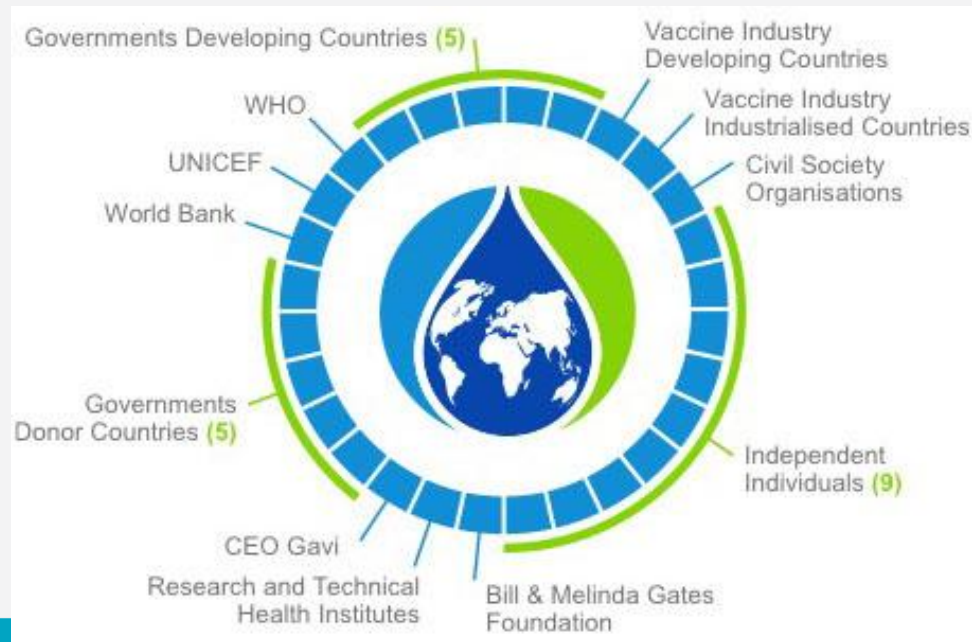 Governments Developing Countries (5)
Vaccine Industry
Developing Countries
WHO
Vaccine Industry
Industrialised Countries
UNICEF
Civil Society
Organisations
World Bank
Governments
Donor Countries (5)
Independent
Individuals (9)
CEO Gavi
Research and Technical
Health Institutes
Bill & Melinda Gates
Foundation